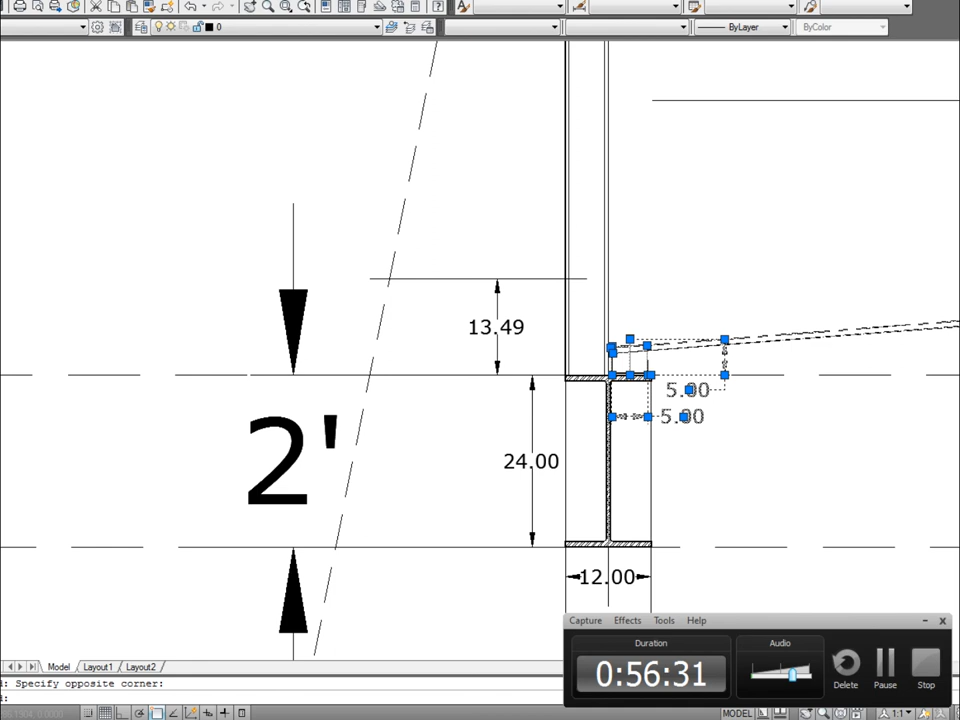 0
ByLayer
ByColor
13.49
5.00
5.00
2'
24.00
12.00
Capture Effects Tools Help
Duration
Audio
0:56:31
Delete Pause Stop
Model Layout1 Layout2
: Specify opposite corner:
MODEL
1:1